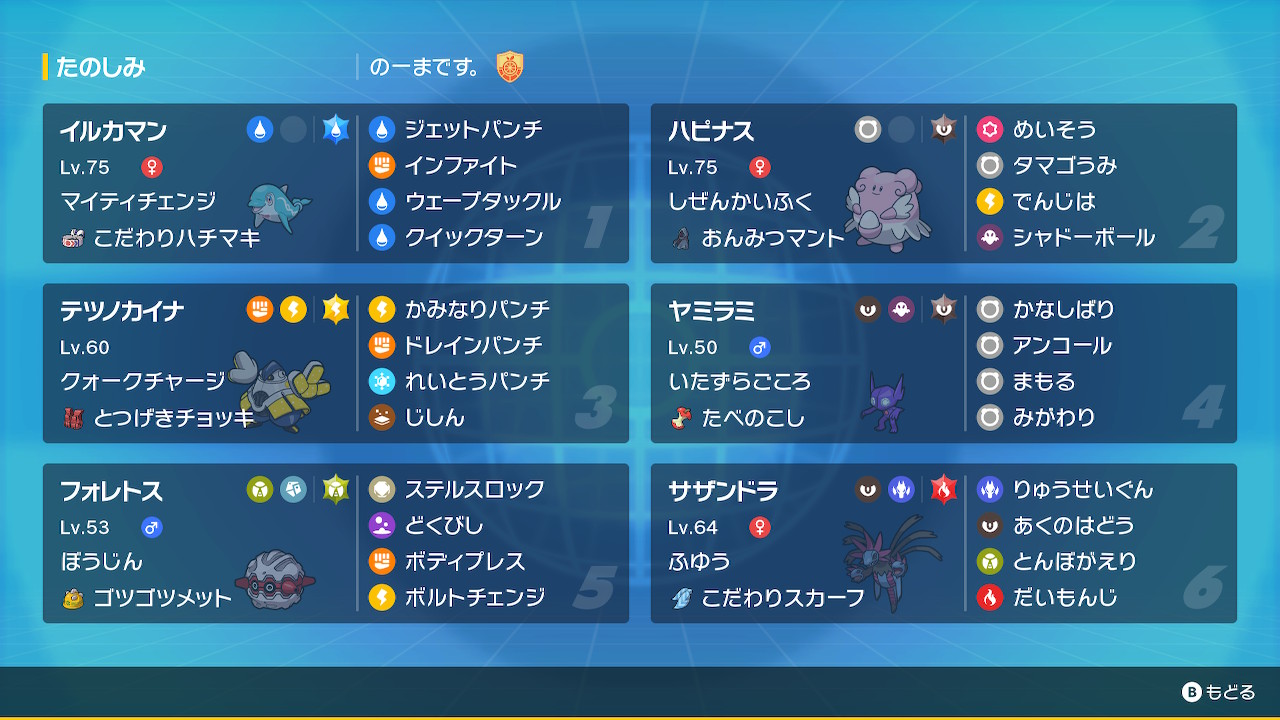 たのしみ
のーまです。
イルカマン
Lv.75
マイティチェンジ
こだわりハチマキ
ジェットパンチ
インファイト
ウェーブタックル
クイックターン
1
ハピナス
Lv.75
しぜんかいふく
おんみつマント
めいそう
タマゴうみ
でんじは
シャドーボール
2
テツノカイナ
Lv.60
クォークチャージ
とつげきチョッキ
かみなりパンチ
ドレインパンチ
れいとうパンチ
じしん
3
ヤミラミ
Lv.50
いたずらごころ
たべのこし
かなしばり
アンコール
まもる
みがわり
4
フォレトス
Lv.53
ぼうじん
ゴツゴツメット
ステルスロック
どくびし
ボディプレス
ボルトチェンジ
5
サザンドラ
Lv.64
ふゆう
こだわりスカーフ
りゅうせいぐん
あくのはどう
とんぼがえり
だいもんじ
6
B もどる